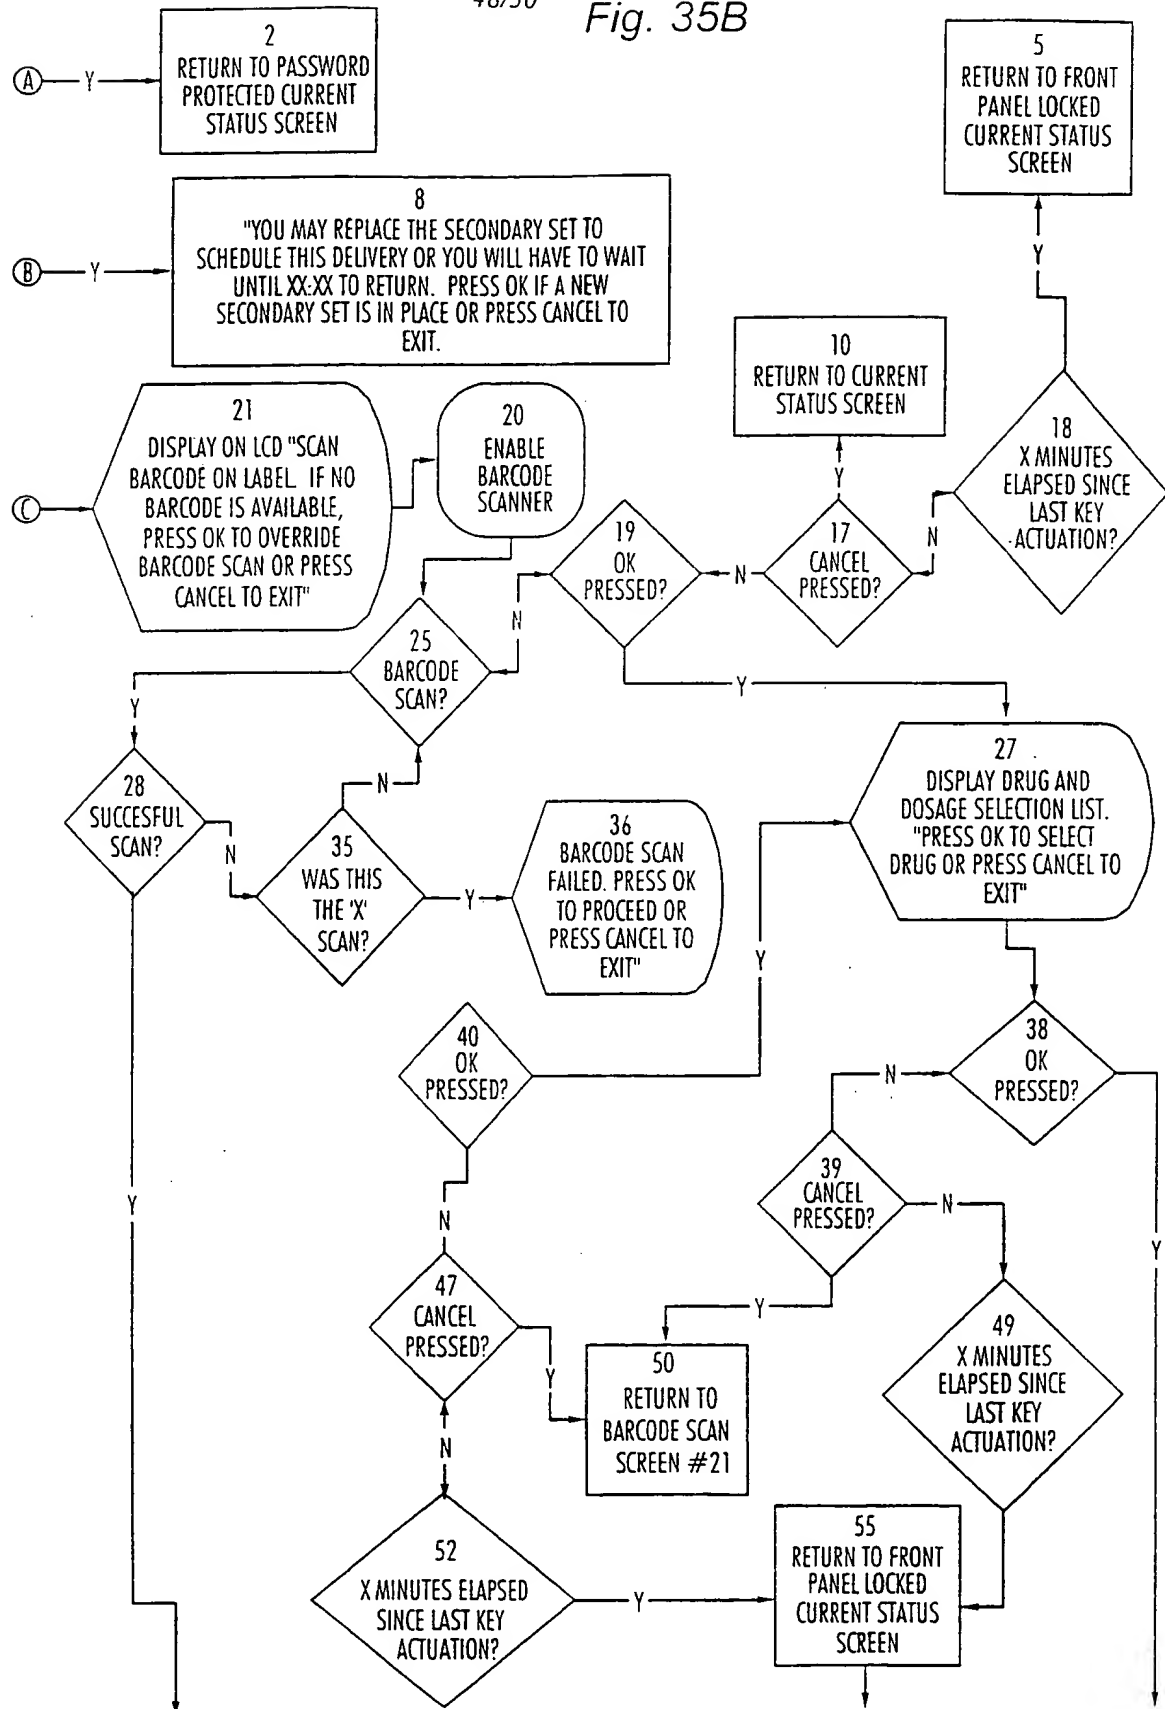 48/50
Fig. 35B
A
Y
2
RETURN TO PASSWORD
PROTECTED CURRENT
STATUS SCREEN
5
RETURN TO FRONT
PANEL LOCKED
CURRENT STATUS
SCREEN
Y
B
Y
8
"YOU MAY REPLACE THE SECONDARY SET TO
SCHEDULE THIS DELIVERY OR YOU WILL HAVE TO WAIT
UNTIL XX:XX TO RETURN. PRESS OK IF A NEW
SECONDARY SET IS IN PLACE OR PRESS CANCEL TO
EXIT.
10
RETURN TO CURRENT
STATUS SCREEN
Y
18
X MINUTES
ELAPSED SINCE
LAST KEY
ACTUATION?
N
C
21
DISPLAY ON LCD "SCAN
BARCODE ON LABEL. IF NO
BARCODE IS AVAILABLE,
PRESS OK TO OVERRIDE
BARCODE SCAN OR PRESS
CANCEL TO EXIT"
20
ENABLE
BARCODE
SCANNER
19
OK
PRESSED?
N
17
CANCEL
PRESSED?
N
25
BARCODE
SCAN?
Y
Y
27
DISPLAY DRUG AND
DOSAGE SELECTION LIST.
"PRESS OK TO SELECT
DRUG OR PRESS CANCEL TO
EXIT"
28
SUCCESFUL
SCAN?
N
N
35
WAS THIS
THE 'X'
SCAN?
Y
36
BARCODE SCAN
FAILED. PRESS OK
TO PROCEED OR
PRESS CANCEL TO
EXIT"
Y
40
OK
PRESSED?
38
OK
PRESSED?
N
39
CANCEL
PRESSED?
N
Y
Y
N
47
CANCEL
PRESSED?
Y
Y
50
RETURN TO
BARCODE SCAN
SCREEN #21
49
X MINUTES
ELAPSED SINCE
LAST KEY
ACTUATION?
N
52
X MINUTES ELAPSED
SINCE LAST KEY
ACTUATION?
Y
55
RETURN TO FRONT
PANEL LOCKED
CURRENT STATUS
SCREEN